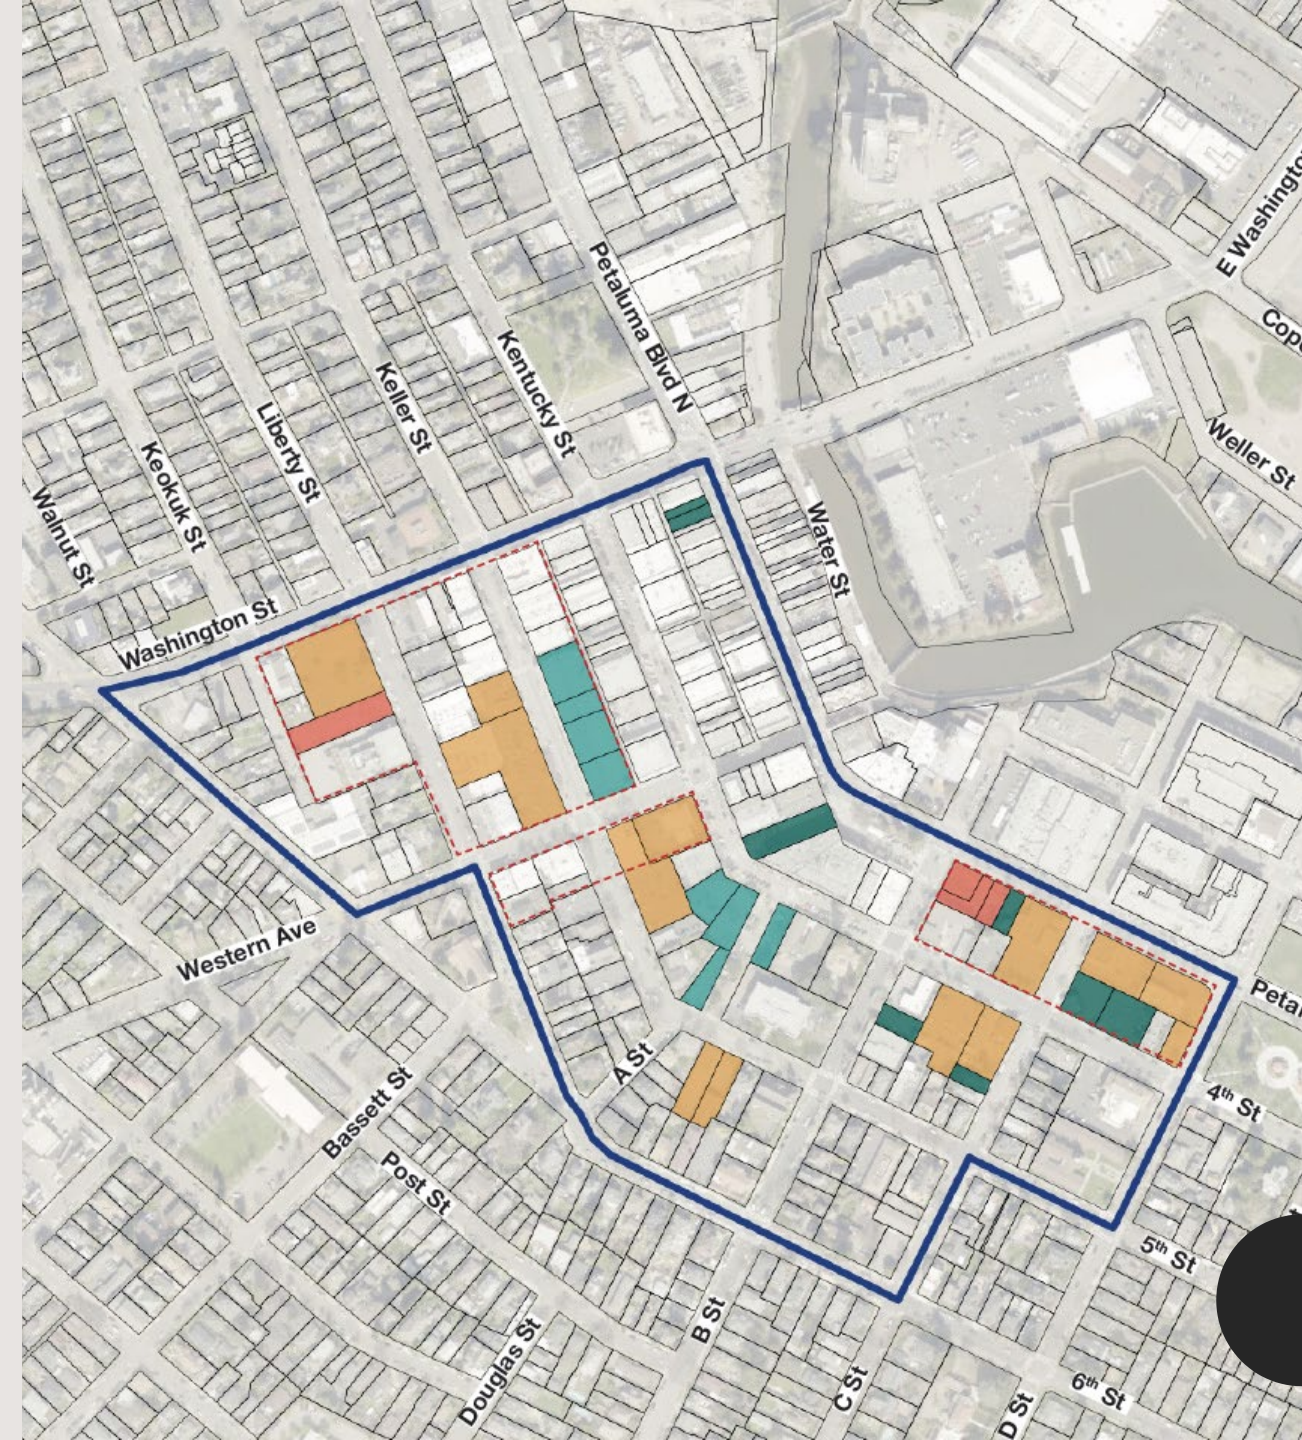 E Washington
Petaluma Blvd N
Kentucky St
Keller St
Liberty St
Keokuk St
Walnut St
Weller St
Water St
Washington St
Western Ave
A St
4th St
Bassett St
Post St
5th St
B St
Douglas St
C St
D St
6th St